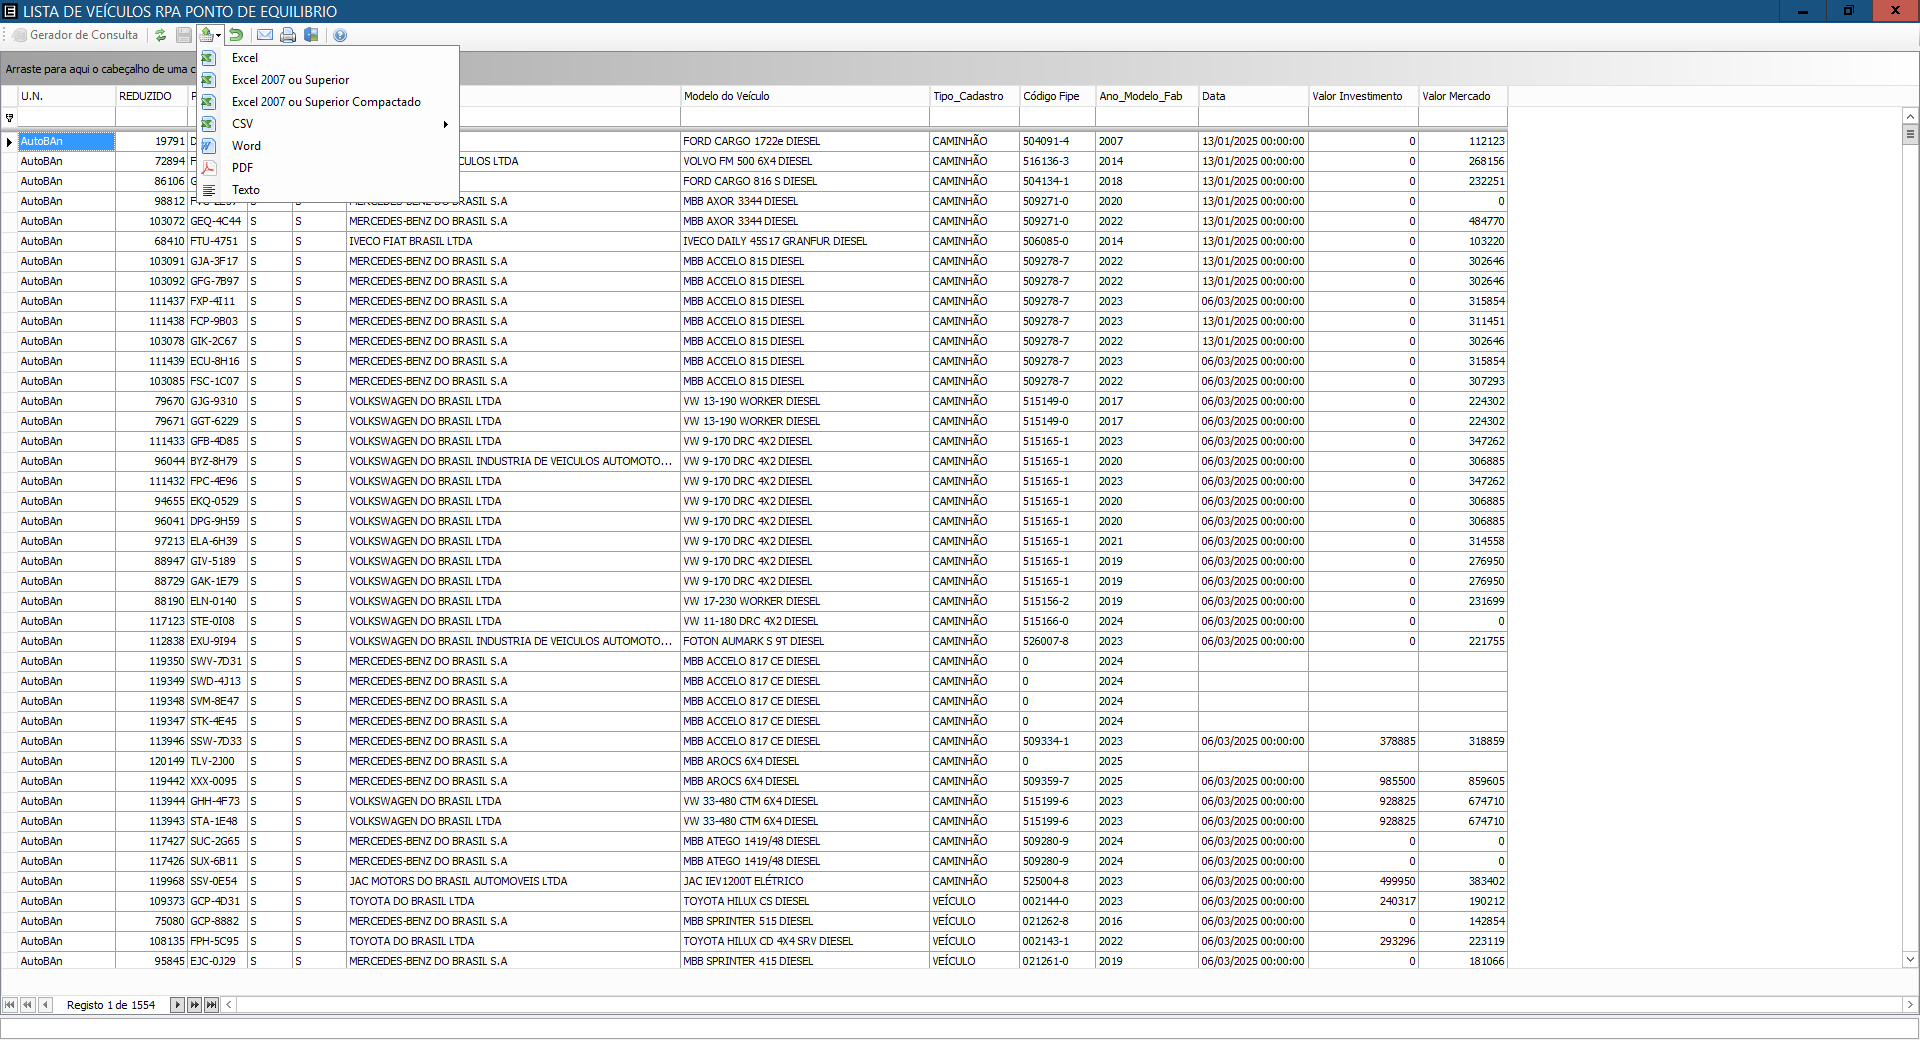 LISTA DE VEÍCULOS RPA PONTO DE EQUILIBRIO
Gerador de Consulta
Arraste para aqui o cabeçalho de uma c
Excel
Excel 2007 ou Superior
Excel 2007 ou Superior Compactado
CSV
Word
PDF
Texto
U.N. REDUZIDO P Modelo do Veículo Tipo_Cadastro Código Fipe Ano_Modelo_Fab Data Valor Investimento Valor Mercado
AutoBAn 19791 D FORD CARGO 1722e DIESEL CAMINHÃO 504091-4 2007 13/01/2025 00:00:00 0 112123
AutoBAn 72894 F CULOS LTDA VOLVO FM 500 6X4 DIESEL CAMINHÃO 516136-3 2014 13/01/2025 00:00:00 0 268156
AutoBAn 86106 G FORD CARGO 816 S DIESEL CAMINHÃO 504134-1 2018 13/01/2025 00:00:00 0 232251
AutoBAn 98812 S S MERCEDES-BENZ DO BRASIL S.A MBB AXOR 3344 DIESEL CAMINHÃO 509271-0 2020 13/01/2025 00:00:00 0 0
AutoBAn 103072 GEQ-4C44 S S MERCEDES-BENZ DO BRASIL S.A MBB AXOR 3344 DIESEL CAMINHÃO 509271-0 2022 13/01/2025 00:00:00 0 484770
AutoBAn 68410 FTU-4751 S S IVECO FIAT BRASIL LTDA IVECO DAILY 45S17 GRANFUR DIESEL CAMINHÃO 506085-0 2014 13/01/2025 00:00:00 0 103220
AutoBAn 103091 GJA-3F17 S S MERCEDES-BENZ DO BRASIL S.A MBB ACCELO 815 DIESEL CAMINHÃO 509278-7 2022 13/01/2025 00:00:00 0 302646
AutoBAn 103092 GFG-7B97 S S MERCEDES-BENZ DO BRASIL S.A MBB ACCELO 815 DIESEL CAMINHÃO 509278-7 2022 13/01/2025 00:00:00 0 302646
AutoBAn 111437 FXP-4I11 S S MERCEDES-BENZ DO BRASIL S.A MBB ACCELO 815 DIESEL CAMINHÃO 509278-7 2023 06/03/2025 00:00:00 0 315854
AutoBAn 111438 FCP-9B03 S S MERCEDES-BENZ DO BRASIL S.A MBB ACCELO 815 DIESEL CAMINHÃO 509278-7 2023 13/01/2025 00:00:00 0 311451
AutoBAn 103078 GIK-2C67 S S MERCEDES-BENZ DO BRASIL S.A MBB ACCELO 815 DIESEL CAMINHÃO 509278-7 2022 13/01/2025 00:00:00 0 302646
AutoBAn 111439 ECU-8H16 S S MERCEDES-BENZ DO BRASIL S.A MBB ACCELO 815 DIESEL CAMINHÃO 509278-7 2023 06/03/2025 00:00:00 0 315854
AutoBAn 103085 FSC-1C07 S S MERCEDES-BENZ DO BRASIL S.A MBB ACCELO 815 DIESEL CAMINHÃO 509278-7 2022 06/03/2025 00:00:00 0 307293
AutoBAn 79670 GJG-9310 S S VOLKSWAGEN DO BRASIL LTDA VW 13-190 WORKER DIESEL CAMINHÃO 515149-0 2017 06/03/2025 00:00:00 0 224302
AutoBAn 79671 GGT-6229 S S VOLKSWAGEN DO BRASIL LTDA VW 13-190 WORKER DIESEL CAMINHÃO 515149-0 2017 06/03/2025 00:00:00 0 224302
AutoBAn 111433 GFB-4D85 S S VOLKSWAGEN DO BRASIL LTDA VW 9-170 DRC 4X2 DIESEL CAMINHÃO 515165-1 2023 06/03/2025 00:00:00 0 347262
AutoBAn 96044 BYZ-8H79 S S VOLKSWAGEN DO BRASIL INDUSTRIA DE VEICULOS AUTOMOTO... VW 9-170 DRC 4X2 DIESEL CAMINHÃO 515165-1 2020 06/03/2025 00:00:00 0 306885
AutoBAn 111432 FPC-4E96 S S VOLKSWAGEN DO BRASIL LTDA VW 9-170 DRC 4X2 DIESEL CAMINHÃO 515165-1 2023 06/03/2025 00:00:00 0 347262
AutoBAn 94655 EKQ-0529 S S VOLKSWAGEN DO BRASIL LTDA VW 9-170 DRC 4X2 DIESEL CAMINHÃO 515165-1 2020 06/03/2025 00:00:00 0 306885
AutoBAn 96041 DPG-9H59 S S VOLKSWAGEN DO BRASIL LTDA VW 9-170 DRC 4X2 DIESEL CAMINHÃO 515165-1 2020 06/03/2025 00:00:00 0 306885
AutoBAn 97213 ELA-6H39 S S VOLKSWAGEN DO BRASIL LTDA VW 9-170 DRC 4X2 DIESEL CAMINHÃO 515165-1 2021 06/03/2025 00:00:00 0 314558
AutoBAn 88947 GIV-5189 S S VOLKSWAGEN DO BRASIL LTDA VW 9-170 DRC 4X2 DIESEL CAMINHÃO 515165-1 2019 06/03/2025 00:00:00 0 276950
AutoBAn 88729 GAK-1E79 S S VOLKSWAGEN DO BRASIL LTDA VW 9-170 DRC 4X2 DIESEL CAMINHÃO 515165-1 2019 06/03/2025 00:00:00 0 276950
AutoBAn 88190 ELN-0140 S S VOLKSWAGEN DO BRASIL LTDA VW 17-230 WORKER DIESEL CAMINHÃO 515156-2 2019 06/03/2025 00:00:00 0 231699
AutoBAn 117123 STE-0I08 S S VOLKSWAGEN DO BRASIL LTDA VW 11-180 DRC 4X2 DIESEL CAMINHÃO 515166-0 2024 06/03/2025 00:00:00 0 0
AutoBAn 112838 EXU-9I94 S S VOLKSWAGEN DO BRASIL INDUSTRIA DE VEICULOS AUTOMOTO... FOTON AUMARK S 9T DIESEL CAMINHÃO 526007-8 2023 06/03/2025 00:00:00 0 221755
AutoBAn 119350 SWV-7D31 S S MERCEDES-BENZ DO BRASIL S.A MBB ACCELO 817 CE DIESEL CAMINHÃO 0 2024
AutoBAn 119349 SWD-4J13 S S MERCEDES-BENZ DO BRASIL S.A MBB ACCELO 817 CE DIESEL CAMINHÃO 0 2024
AutoBAn 119348 SVM-8E47 S S MERCEDES-BENZ DO BRASIL S.A MBB ACCELO 817 CE DIESEL CAMINHÃO 0 2024
AutoBAn 119347 STK-4E45 S S MERCEDES-BENZ DO BRASIL S.A MBB ACCELO 817 CE DIESEL CAMINHÃO 0 2024
AutoBAn 113946 SSW-7D33 S S MERCEDES-BENZ DO BRASIL S.A MBB ACCELO 817 CE DIESEL CAMINHÃO 509334-1 2023 06/03/2025 00:00:00 378885 318859
AutoBAn 120149 TLV-2J00 S S MERCEDES-BENZ DO BRASIL S.A MBB AROCS 6X4 DIESEL CAMINHÃO 0 2025
AutoBAn 119442 XXX-0095 S S MERCEDES-BENZ DO BRASIL S.A MBB AROCS 6X4 DIESEL CAMINHÃO 509359-7 2025 06/03/2025 00:00:00 985500 859605
AutoBAn 113944 GHH-4F73 S S VOLKSWAGEN DO BRASIL LTDA VW 33-480 CTM 6X4 DIESEL CAMINHÃO 515199-6 2023 06/03/2025 00:00:00 928825 674710
AutoBAn 113943 STA-1E48 S S VOLKSWAGEN DO BRASIL LTDA VW 33-480 CTM 6X4 DIESEL CAMINHÃO 515199-6 2023 06/03/2025 00:00:00 928825 674710
AutoBAn 117427 SUC-2G65 S S MERCEDES-BENZ DO BRASIL S.A MBB ATEGO 1419/48 DIESEL CAMINHÃO 509280-9 2024 06/03/2025 00:00:00 0 0
AutoBAn 117426 SUX-6B11 S S MERCEDES-BENZ DO BRASIL S.A MBB ATEGO 1419/48 DIESEL CAMINHÃO 509280-9 2024 06/03/2025 00:00:00 0 0
AutoBAn 119968 SSV-0E54 S S JAC MOTORS DO BRASIL AUTOMOVEIS LTDA JAC IEV1200T ELÉTRICO CAMINHÃO 525004-8 2023 06/03/2025 00:00:00 499950 383402
AutoBAn 109373 GCP-4D31 S S TOYOTA DO BRASIL LTDA TOYOTA HILUX CS DIESEL VEÍCULO 002144-0 2023 06/03/2025 00:00:00 240317 190212
AutoBAn 75080 GCP-8882 S S MERCEDES-BENZ DO BRASIL S.A MBB SPRINTER 515 DIESEL VEÍCULO 021262-8 2016 06/03/2025 00:00:00 0 142854
AutoBAn 108135 FPH-5C95 S S TOYOTA DO BRASIL LTDA TOYOTA HILUX CD 4X4 SRV DIESEL VEÍCULO 002143-1 2022 06/03/2025 00:00:00 293296 223119
AutoBAn 95845 EJC-0J29 S S MERCEDES-BENZ DO BRASIL S.A MBB SPRINTER 415 DIESEL VEÍCULO 021261-0 2019 06/03/2025 00:00:00 0 181066
Registo 1 de 1554